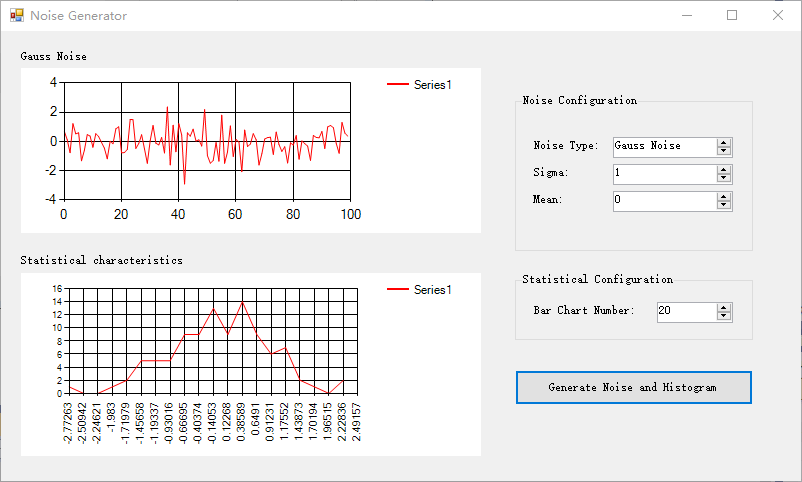 Noise Generator
Gauss Noise
4
2
0
-2
-4
0 20 40 60 80 100
Series1
Statistical characteristics
16
14
12
10
8
6
4
2
0
-2.77263
-2.50942
-2.24621
-1.983
-1.71979
-1.45658
-1.19337
-0.93016
-0.66695
-0.40374
-0.14053
0.12268
0.38589
0.6491
0.91231
1.17552
1.43873
1.70194
1.96515
2.22836
2.49157
Series1
Noise Configuration
Noise Type: Gauss Noise
Sigma: 1
Mean: 0
Statistical Configuration
Bar Chart Number: 20
Generate Noise and Histogram